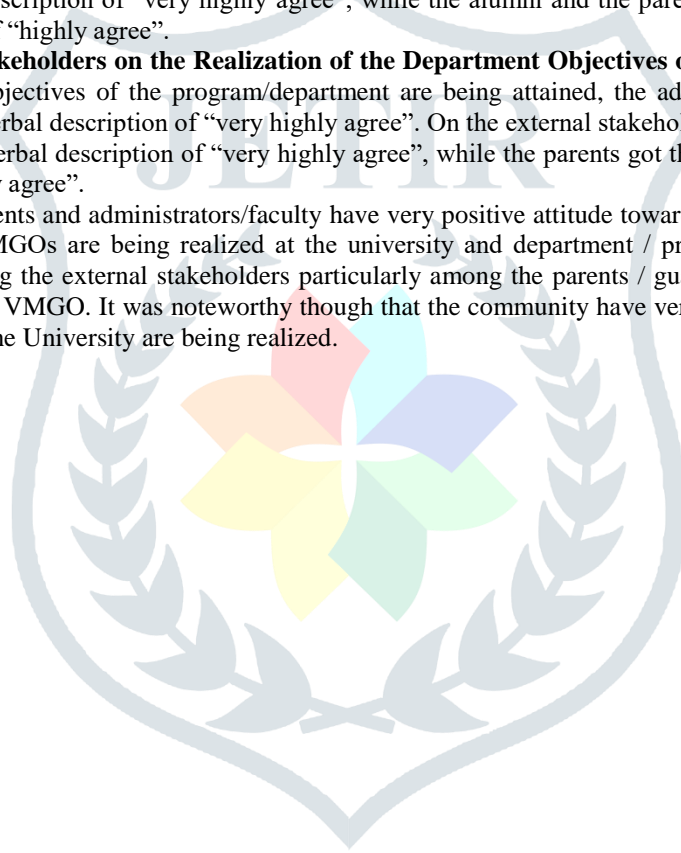 scription of “very highly agree”, while the alumni and the pare
f “highly agree”.
keholders on the Realization of the Department Objectives o
bjectives of the program/department are being attained, the ad
erbal description of “very highly agree”. On the external stakehol
erbal description of “very highly agree”, while the parents got th
y agree”.
ents and administrators/faculty have very positive attitude towar
MGOs are being realized at the university and department / pr
g the external stakeholders particularly among the parents / gu
VMGO. It was noteworthy though that the community have ver
ne University are being realized.
JETIR